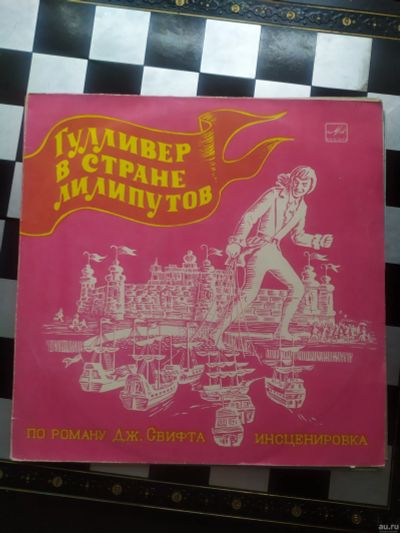 Гулливер
в стране
лилипутов
по роману Дж. Свифта
инсценировка
au.ru